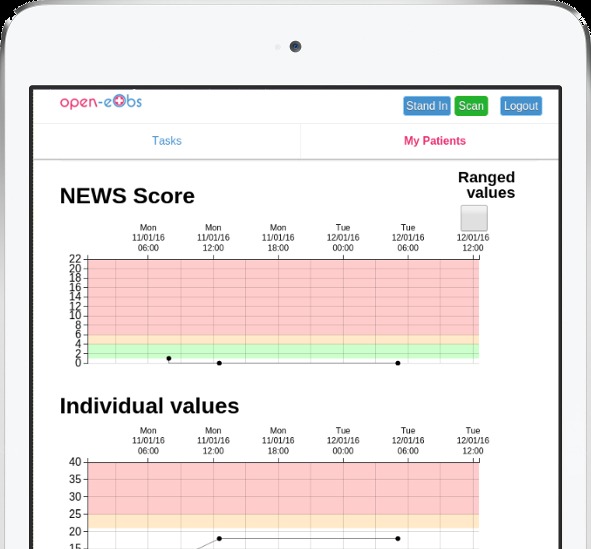 open-eObs
Stand In Scan Logout
Tasks My Patients
NEWS Score
Ranged
values
Mon Mon Mon Tue Tue Tue
11/01/16 11/01/16 11/01/16 12/01/16 12/01/16 12/01/16
06:00 12:00 18:00 00:00 06:00 12:00
22
20
18
16
14
12
10
8
6
4
2
0
Individual values
Mon Mon Mon Tue Tue Tue
11/01/16 11/01/16 11/01/16 12/01/16 12/01/16 12/01/16
06:00 12:00 18:00 00:00 06:00 12:00
40
35
30
25
20
15